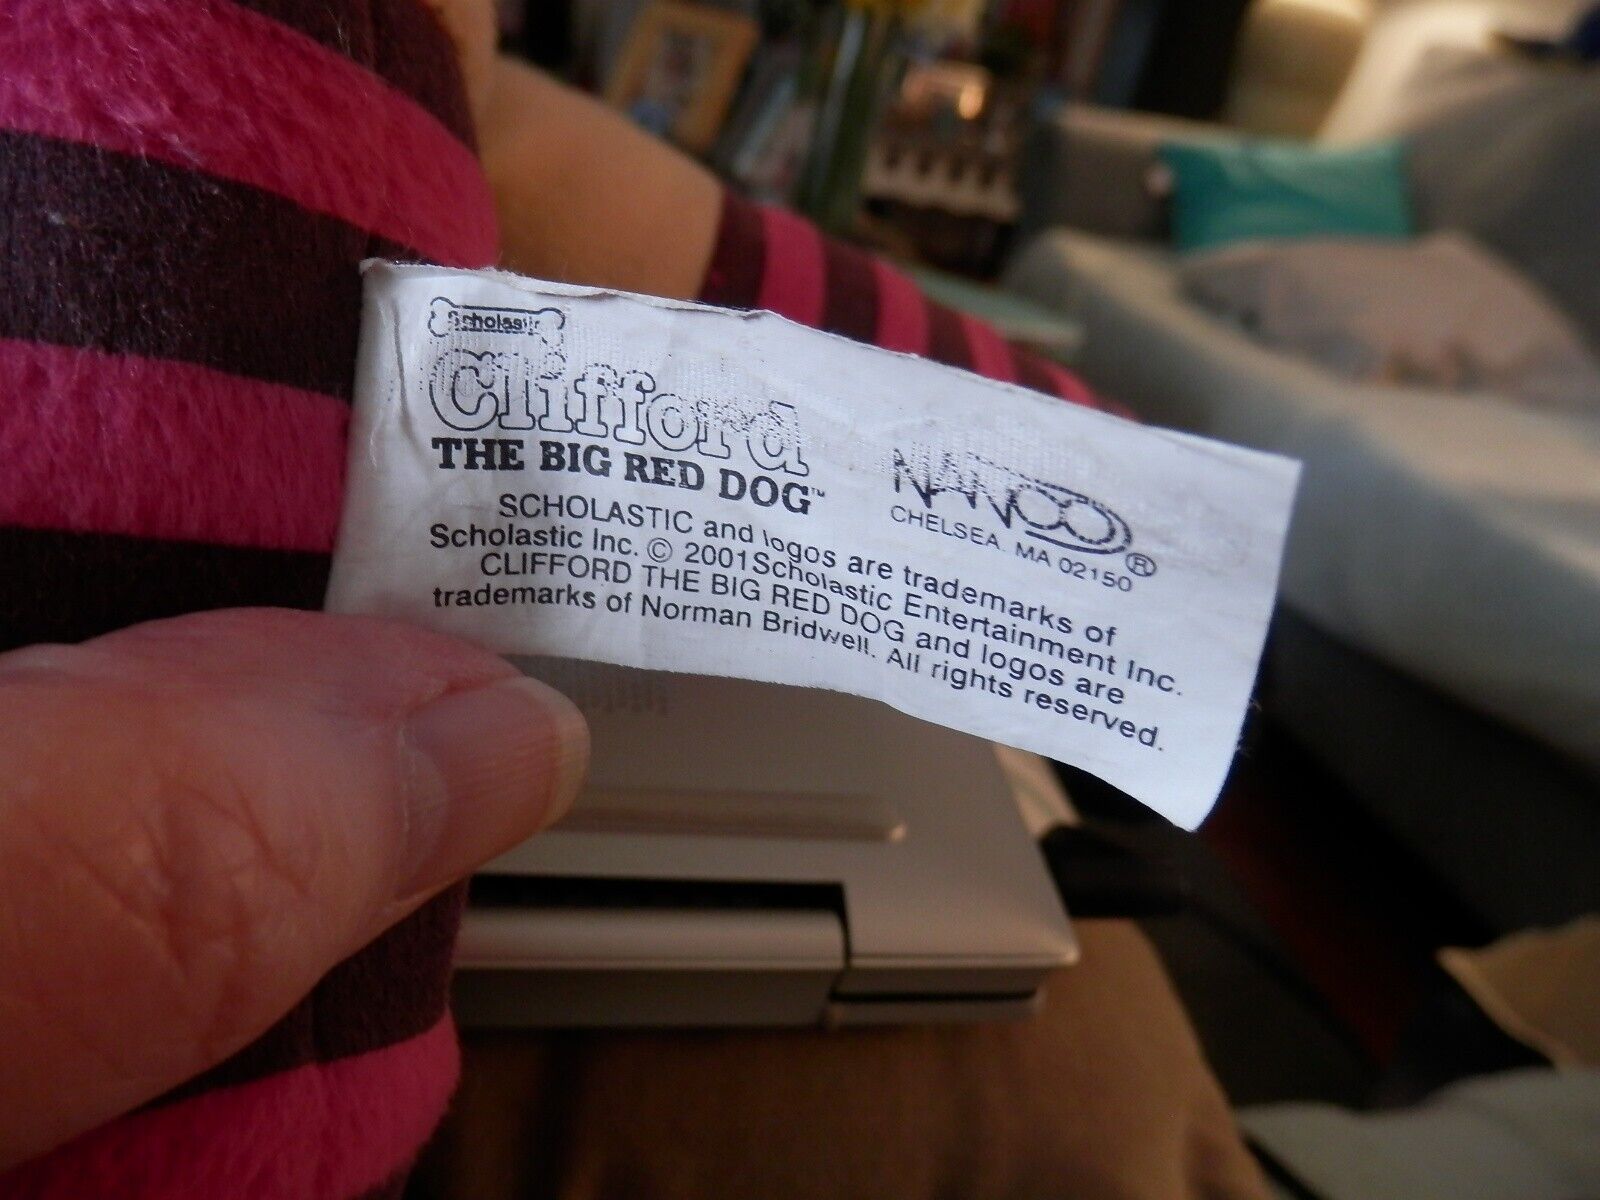 Scholastic
Clifford
THE BIG RED DOG™
NANCO®
CHELSEA. MA 02150
SCHOLASTIC and logos are trademarks of
Scholastic Inc. © 2001Scholastic Entertainment Inc.
CLIFFORD THE BIG RED DOG and logos are
trademarks of Norman Bridwell. All rights reserved.